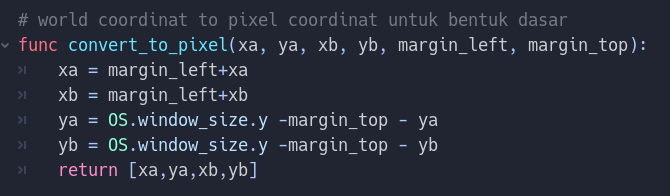 # world coordinat to pixel coordinat untuk bentuk dasar
func convert_to_pixel(xa, ya, xb, yb, margin_left, margin_top):
xa = margin_left+xa
xb = margin_left+xb
ya = OS.window_size.y -margin_top - ya
yb = OS.window_size.y -margin_top - yb
return [xa,ya,xb,yb]